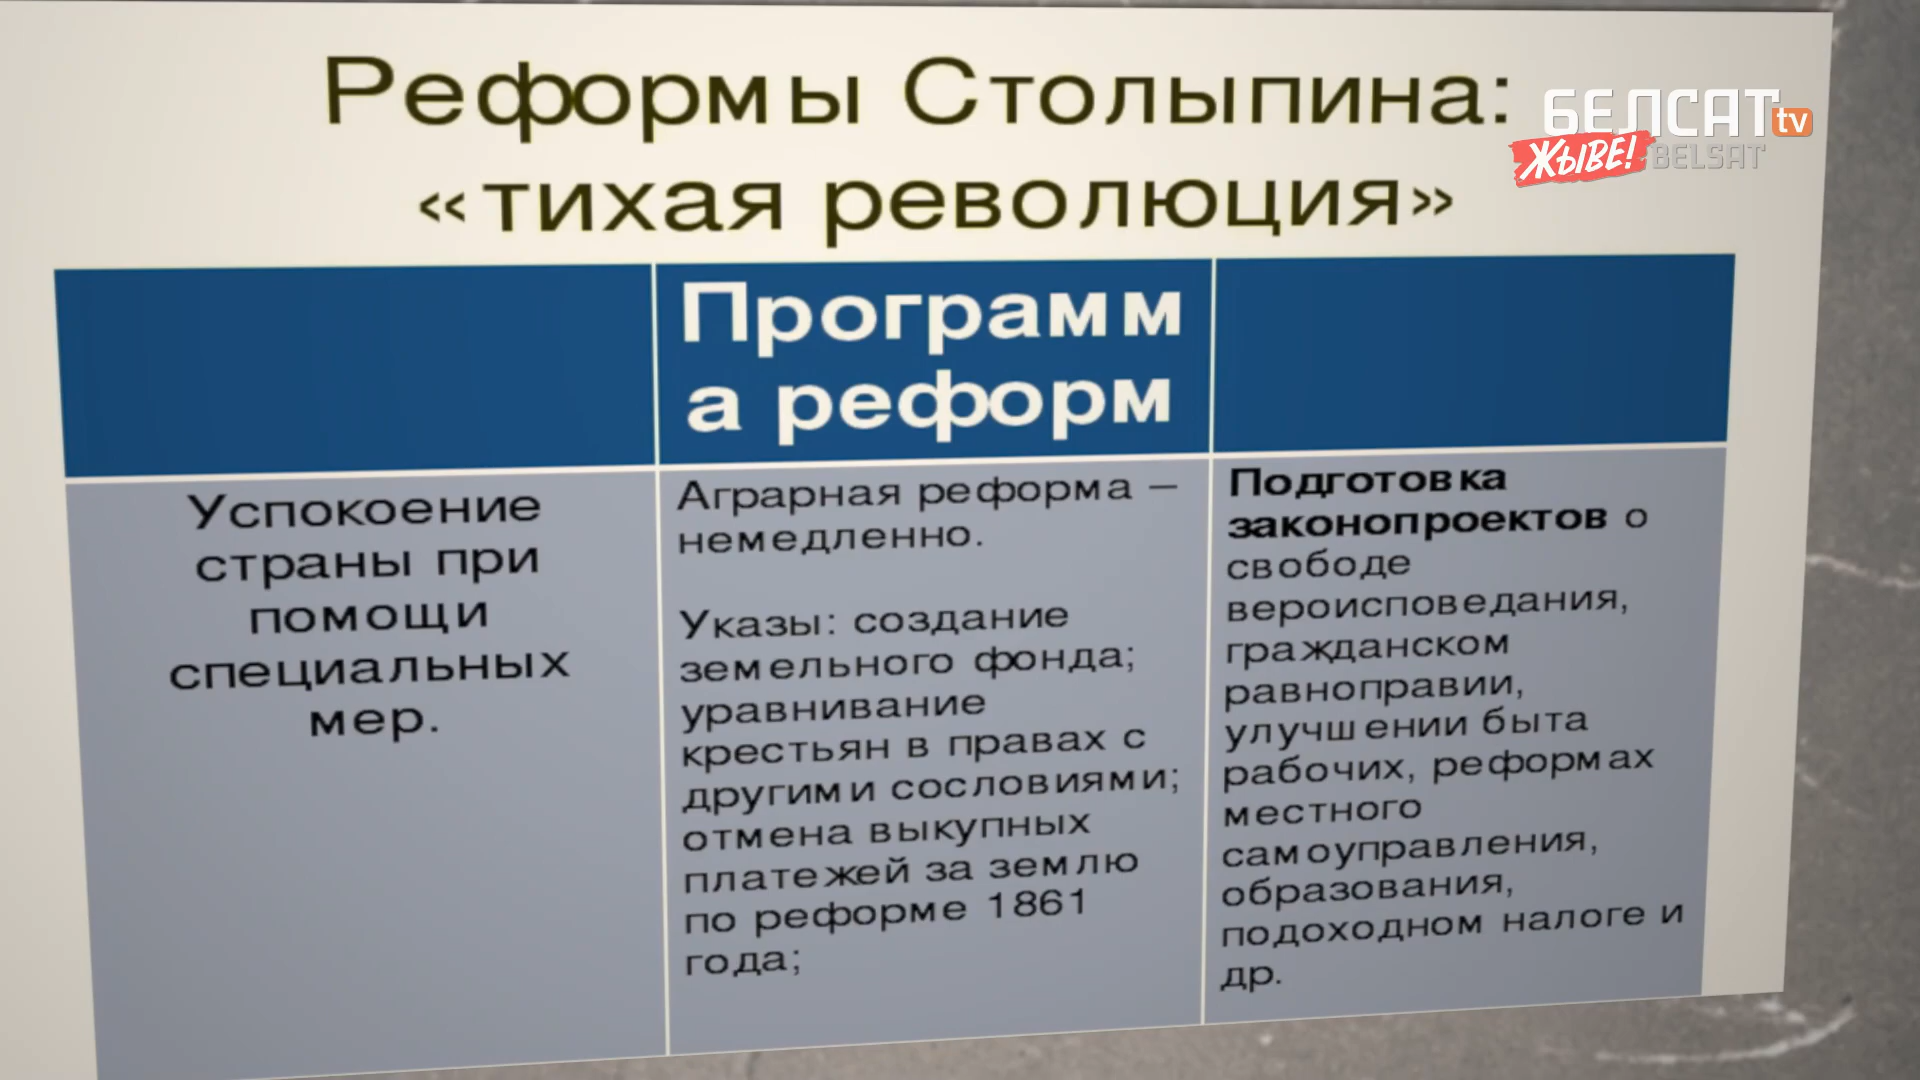 Реформы Столыпина:
«тихая революция»
БЕЛСАТ tv
ЖЫВЕ! BELSAT
Программ
а реформ
Успокоение
страны при
помощи
специальных
мер.
Аграрная реформа –
немедленно.
Указы: создание
земельного фонда;
уравнивание
крестьян в правах с
другими сословиями;
отмена выкупных
платежей за землю
по реформе 1861
года;
Подготовка
законопроектов о
свободе
вероисповедания,
гражданском
равноправии,
улучшении быта
рабочих, реформах
местного
самоуправления,
образования,
подоходном налоге и
др.